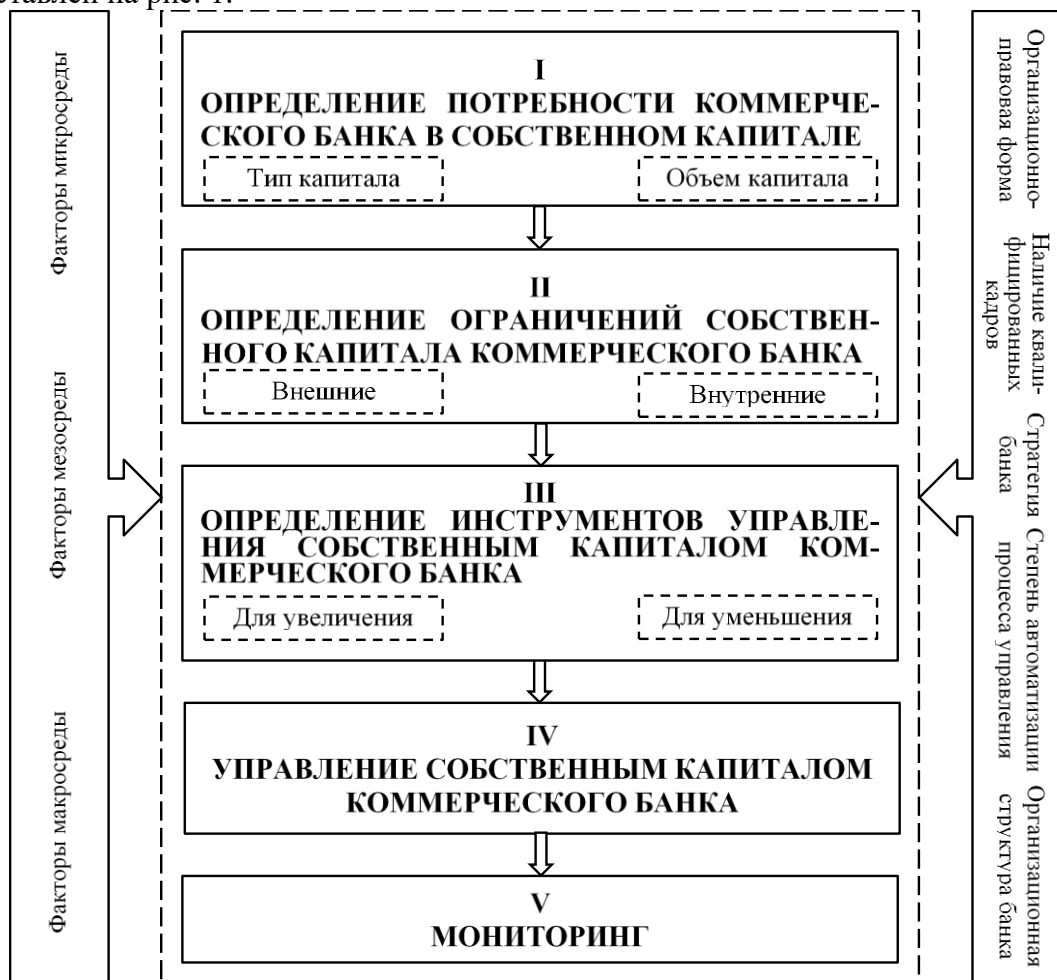 ставлен на рис. 1.
Факторы микросреды
Факторы мезосреды
Факторы макросреды
I
ОПРЕДЕЛЕНИЕ ПОТРЕБНОСТИ КОММЕРЧЕ-
СКОГО БАНКА В СОБСТВЕННОМ КАПИТАЛЕ
Тип капитала
Объем капитала
II
ОПРЕДЕЛЕНИЕ ОГРАНИЧЕНИЙ СОБСТВЕН-
НОГО КАПИТАЛА КОММЕРЧЕСКОГО БАНКА
Внешние
Внутренние
III
ОПРЕДЕЛЕНИЕ ИНСТРУМЕНТОВ УПРАВЛЕ-
НИЯ СОБСТВЕННЫМ КАПИТАЛОМ КОМ-
МЕРЧЕСКОГО БАНКА
Для увеличения
Для уменьшения
IV
УПРАВЛЕНИЕ СОБСТВЕННЫМ КАПИТАЛОМ
КОММЕРЧЕСКОГО БАНКА
V
МОНИТОРИНГ
Организационно-
правовая форма
Наличие квали-
фицированных
кадров
Стратегия
банка
Степень автоматизации
процесса управления
Организационная
структура банка